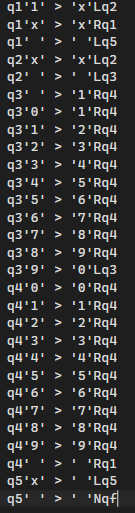 q1'1' > 'x'Lq2
q1'x' > 'x'Rq1
q1' ' > ' 'Lq5
q2'x' > 'x'Lq2
q2' ' > ' 'Lq3
q3' ' > '1'Rq4
q3'0' > '1'Rq4
q3'1' > '2'Rq4
q3'2' > '3'Rq4
q3'3' > '4'Rq4
q3'4' > '5'Rq4
q3'5' > '6'Rq4
q3'6' > '7'Rq4
q3'7' > '8'Rq4
q3'8' > '9'Rq4
q3'9' > '0'Lq3
q4'0' > '0'Rq4
q4'1' > '1'Rq4
q4'2' > '2'Rq4
q4'3' > '3'Rq4
q4'4' > '4'Rq4
q4'5' > '5'Rq4
q4'6' > '6'Rq4
q4'7' > '7'Rq4
q4'8' > '8'Rq4
q4'9' > '9'Rq4
q4' ' > ' 'Rq1
q5'x' > ' 'Lq5
q5' ' > ' 'Nqf